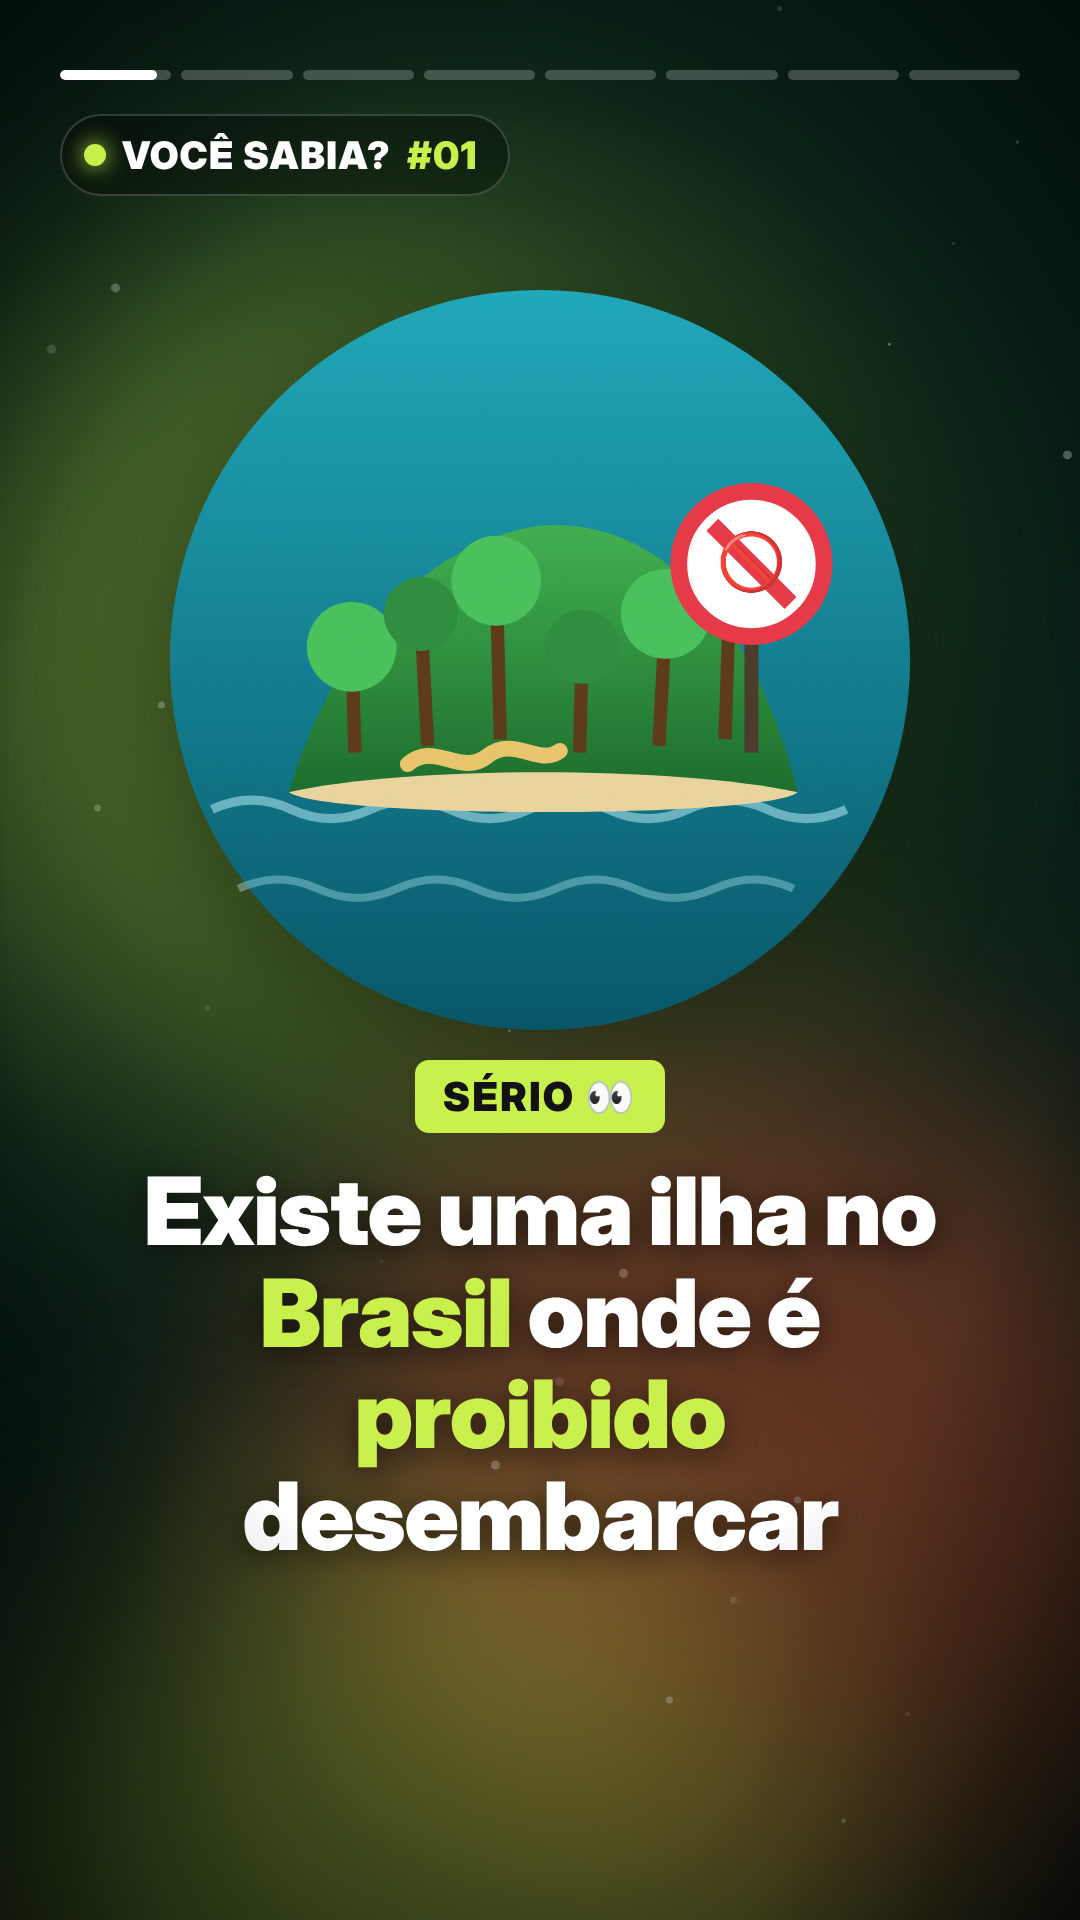 VOCÊ SABIA? #01
SÉRIO 👀
Existe uma ilha no
Brasil onde é
proibido
desembarcar